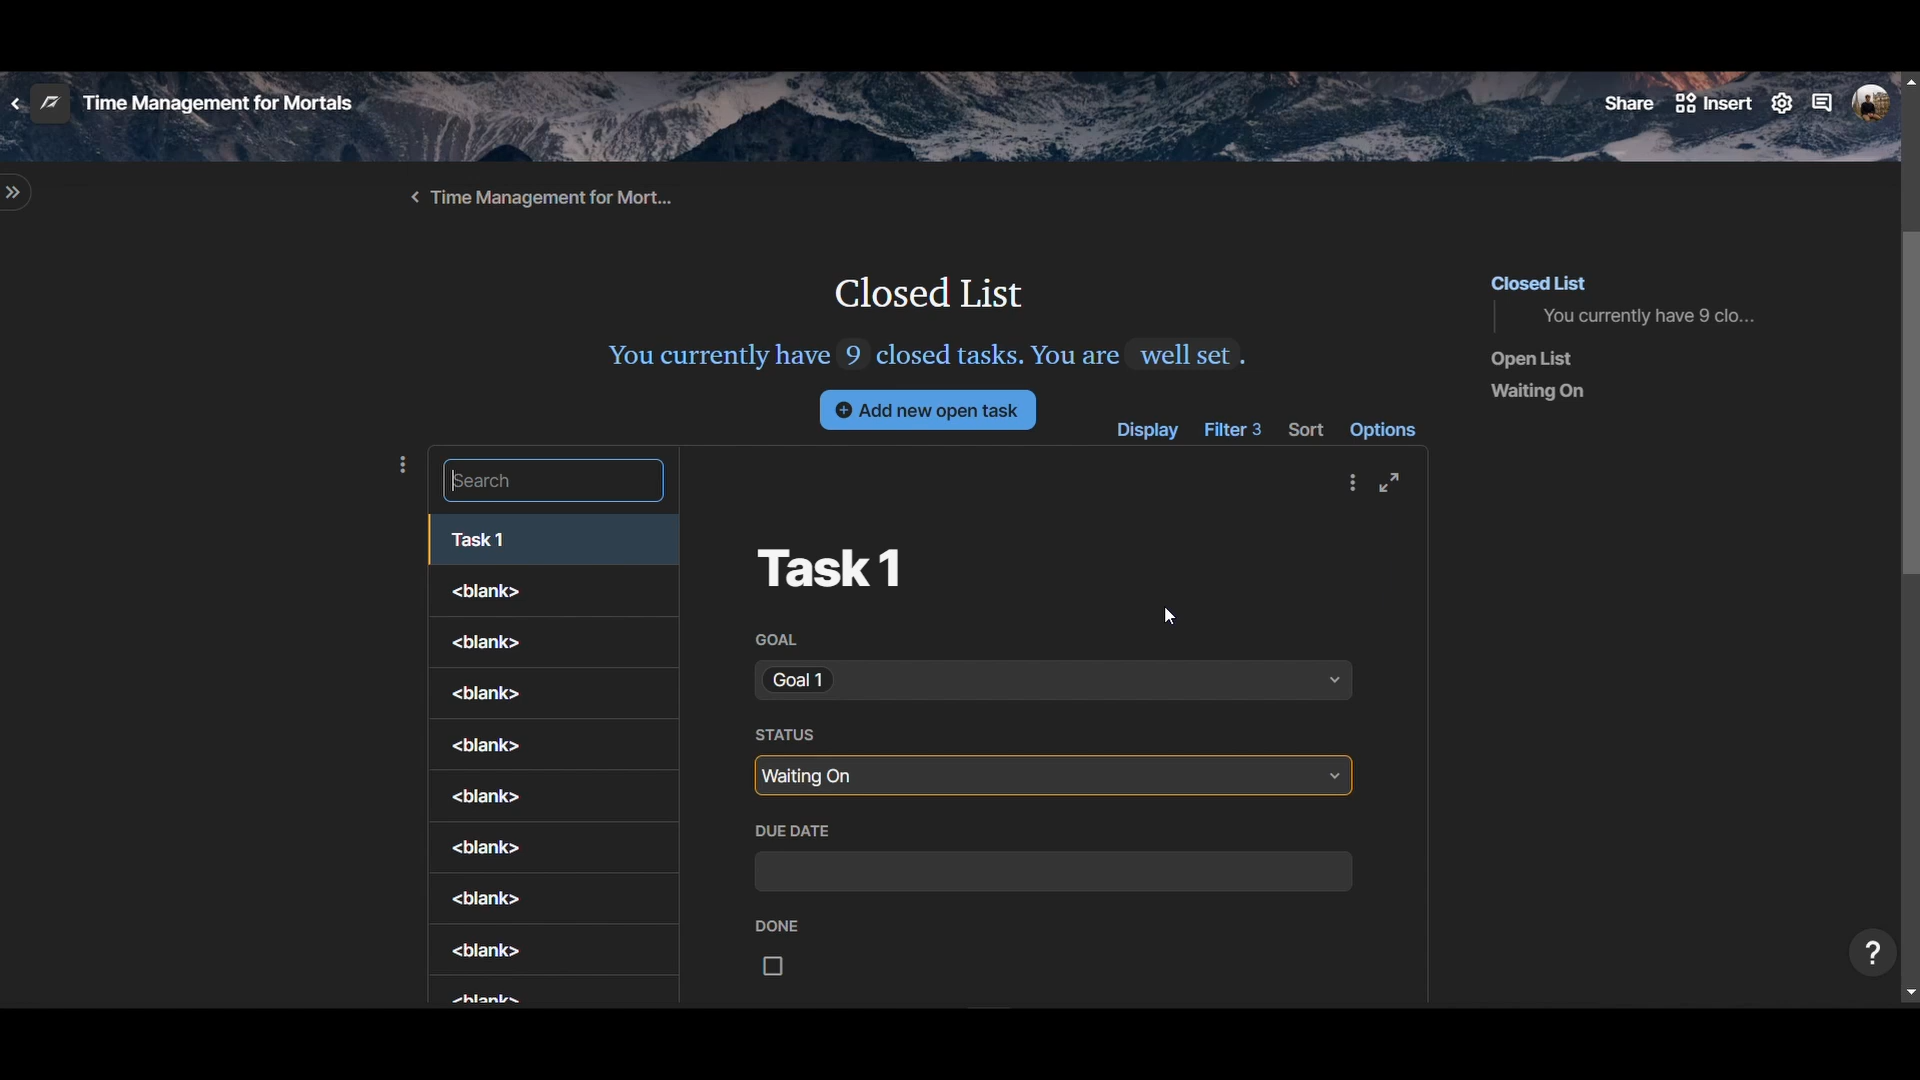 Time Management for Mortals
Share
Insert
Time Management for Mort...
Closed List
You currently have 9 closed tasks. You are well set .
Add new open task
Display
Filter 3
Sort
Options
Closed List
You currently have 9 clo...
Open List
Waiting On
Search
Task 1
<blank>
<blank>
<blank>
<blank>
<blank>
<blank>
<blank>
<blank>
<blank>
Task 1
GOAL
Goal 1
STATUS
Waiting On
DUE DATE
DONE
?